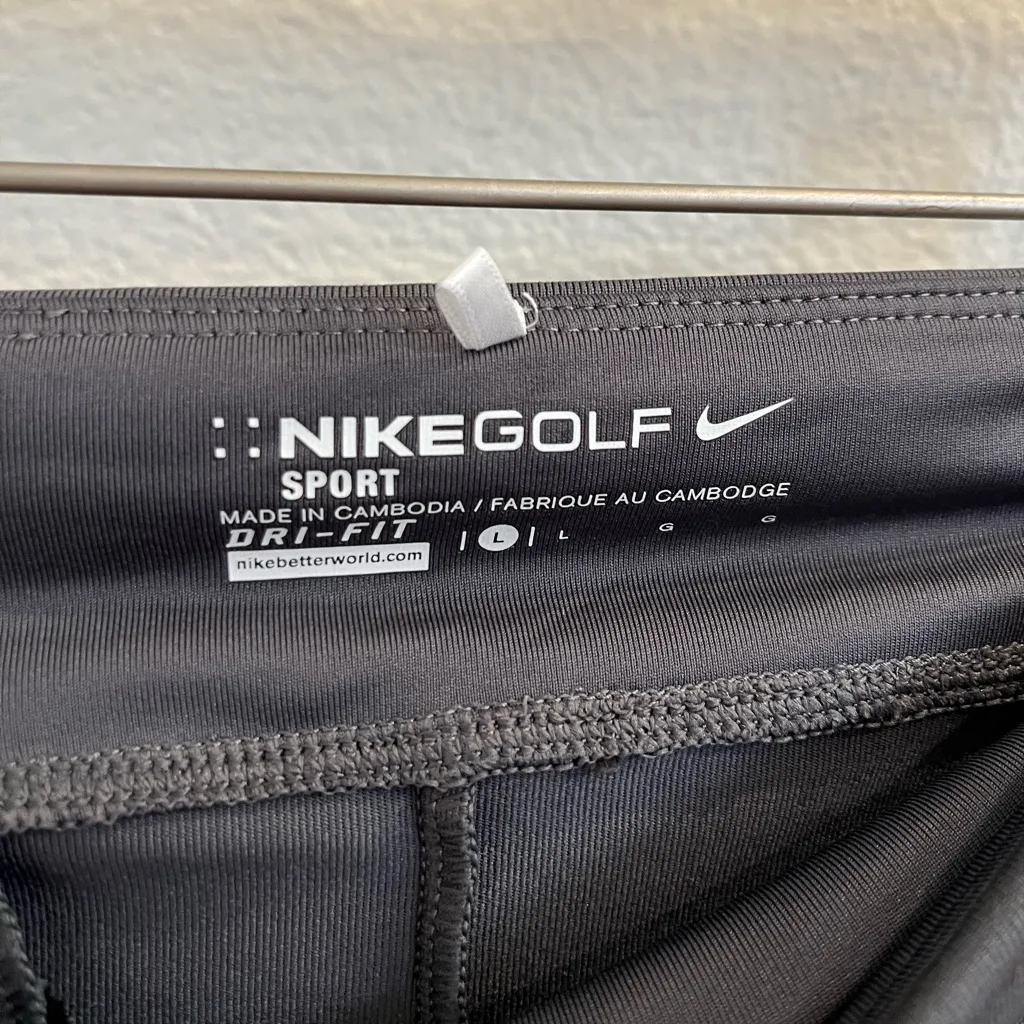 NIKEGOLF
SPORT
MADE IN CAMBODIA / FABRIQUE AU CAMBODGE
DRI-FIT | L | L G G
nikebetterworld.com